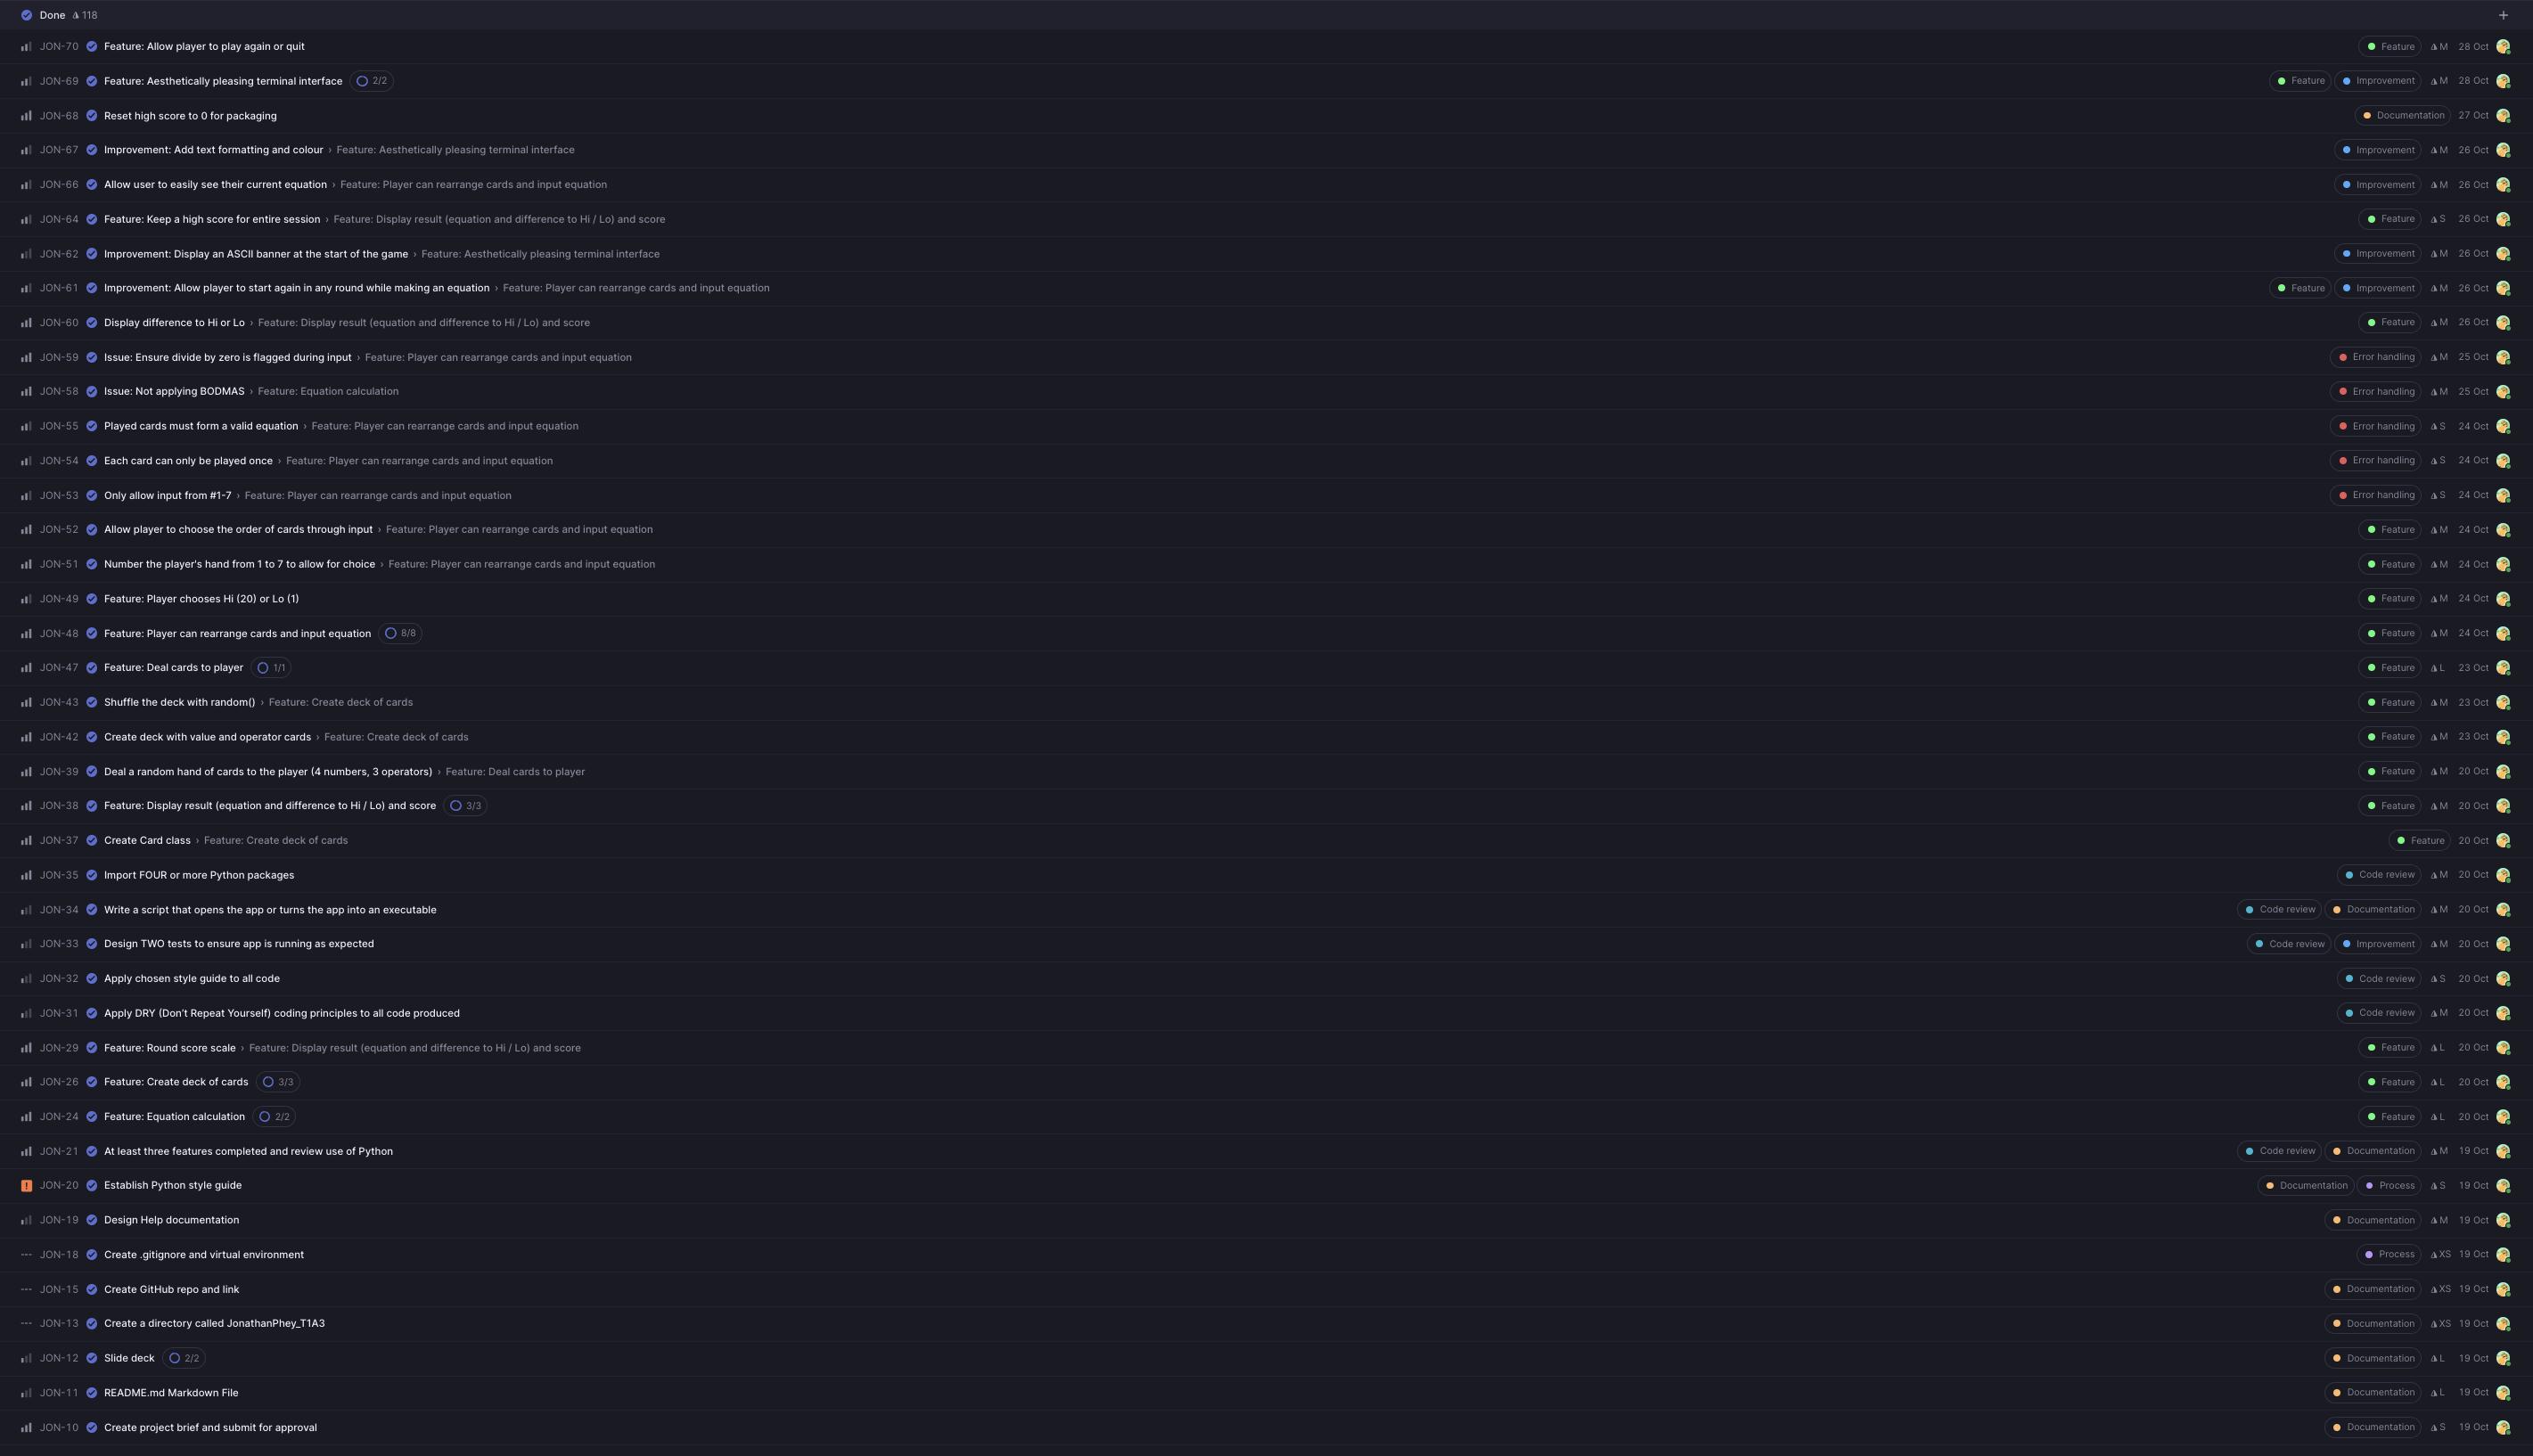 Done 118 +
JON-70 Feature: Allow player to play again or quit Feature M 28 Oct
JON-69 Feature: Aesthetically pleasing terminal interface 2/2 Feature Improvement M 28 Oct
JON-68 Reset high score to 0 for packaging Documentation 27 Oct
JON-67 Improvement: Add text formatting and colour › Feature: Aesthetically pleasing terminal interface Improvement M 26 Oct
JON-66 Allow user to easily see their current equation › Feature: Player can rearrange cards and input equation Improvement M 26 Oct
JON-64 Feature: Keep a high score for entire session › Feature: Display result (equation and difference to Hi / Lo) and score Feature S 26 Oct
JON-62 Improvement: Display an ASCII banner at the start of the game › Feature: Aesthetically pleasing terminal interface Improvement M 26 Oct
JON-61 Improvement: Allow player to start again in any round while making an equation › Feature: Player can rearrange cards and input equation Feature Improvement M 26 Oct
JON-60 Display difference to Hi or Lo › Feature: Display result (equation and difference to Hi / Lo) and score Feature M 26 Oct
JON-59 Issue: Ensure divide by zero is flagged during input › Feature: Player can rearrange cards and input equation Error handling M 25 Oct
JON-58 Issue: Not applying BODMAS › Feature: Equation calculation Error handling M 25 Oct
JON-55 Played cards must form a valid equation › Feature: Player can rearrange cards and input equation Error handling S 24 Oct
JON-54 Each card can only be played once › Feature: Player can rearrange cards and input equation Error handling S 24 Oct
JON-53 Only allow input from #1-7 › Feature: Player can rearrange cards and input equation Error handling S 24 Oct
JON-52 Allow player to choose the order of cards through input › Feature: Player can rearrange cards and input equation Feature M 24 Oct
JON-51 Number the player's hand from 1 to 7 to allow for choice › Feature: Player can rearrange cards and input equation Feature M 24 Oct
JON-49 Feature: Player chooses Hi (20) or Lo (1) Feature M 24 Oct
JON-48 Feature: Player can rearrange cards and input equation 8/8 Feature M 24 Oct
JON-47 Feature: Deal cards to player 1/1 Feature L 23 Oct
JON-43 Shuffle the deck with random() › Feature: Create deck of cards Feature M 23 Oct
JON-42 Create deck with value and operator cards › Feature: Create deck of cards Feature M 23 Oct
JON-39 Deal a random hand of cards to the player (4 numbers, 3 operators) › Feature: Deal cards to player Feature M 20 Oct
JON-38 Feature: Display result (equation and difference to Hi / Lo) and score 3/3 Feature M 20 Oct
JON-37 Create Card class › Feature: Create deck of cards Feature 20 Oct
JON-35 Import FOUR or more Python packages Code review M 20 Oct
JON-34 Write a script that opens the app or turns the app into an executable Code review Documentation M 20 Oct
JON-33 Design TWO tests to ensure app is running as expected Code review Improvement M 20 Oct
JON-32 Apply chosen style guide to all code Code review S 20 Oct
JON-31 Apply DRY (Don't Repeat Yourself) coding principles to all code produced Code review M 20 Oct
JON-29 Feature: Round score scale › Feature: Display result (equation and difference to Hi / Lo) and score Feature L 20 Oct
JON-26 Feature: Create deck of cards 3/3 Feature L 20 Oct
JON-24 Feature: Equation calculation 2/2 Feature L 20 Oct
JON-21 At least three features completed and review use of Python Code review Documentation M 19 Oct
JON-20 Establish Python style guide Documentation Process S 19 Oct
JON-19 Design Help documentation Documentation M 19 Oct
JON-18 Create .gitignore and virtual environment Process XS 19 Oct
JON-15 Create GitHub repo and link Documentation XS 19 Oct
JON-13 Create a directory called JonathanPhey_T1A3 Documentation XS 19 Oct
JON-12 Slide deck 2/2 Documentation L 19 Oct
JON-11 README.md Markdown File Documentation L 19 Oct
JON-10 Create project brief and submit for approval Documentation S 19 Oct